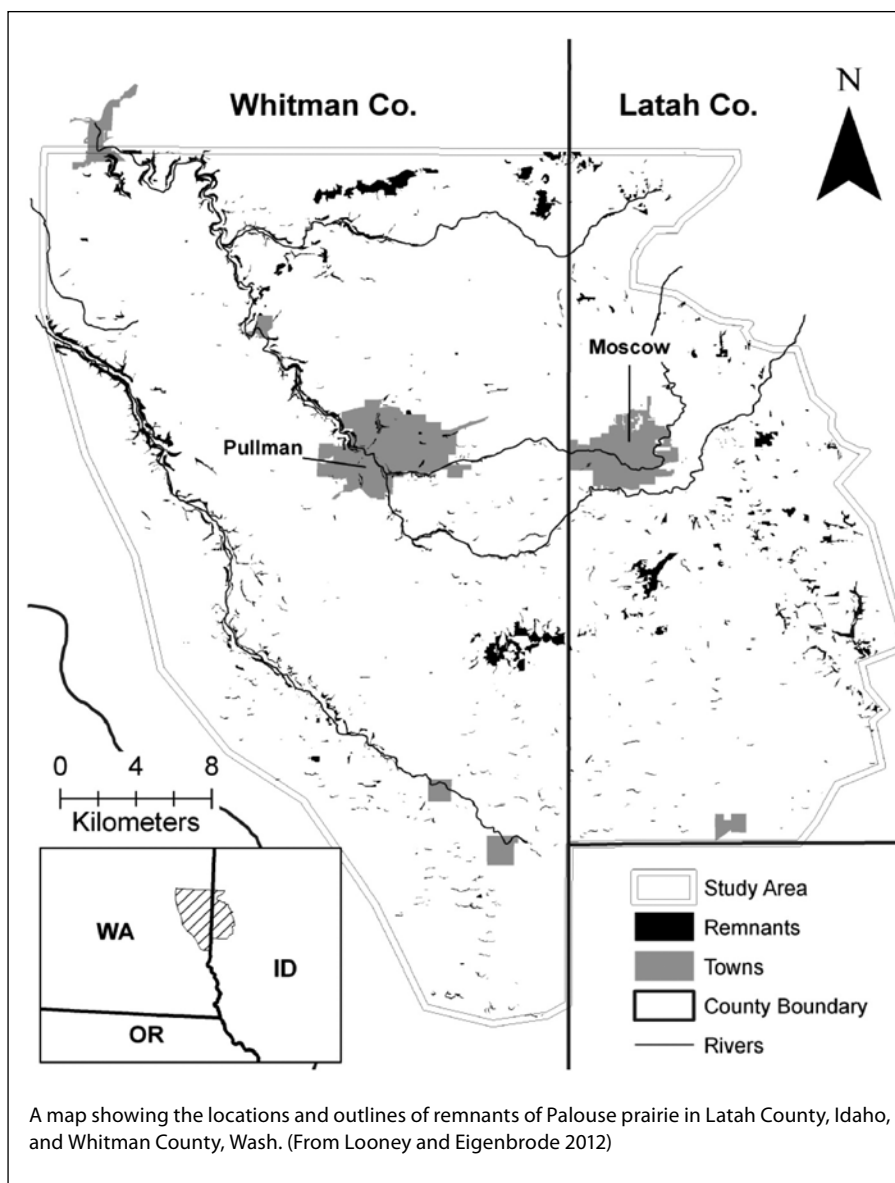 Whitman Co.
Latah Co.
N
Moscow
Pullman
0 4 8
Kilometers
WA
ID
OR
Study Area
Remnants
Towns
County Boundary
Rivers
A map showing the locations and outlines of remnants of Palouse prairie in Latah County, Idaho,
and Whitman County, Wash. (From Looney and Eigenbrode 2012)